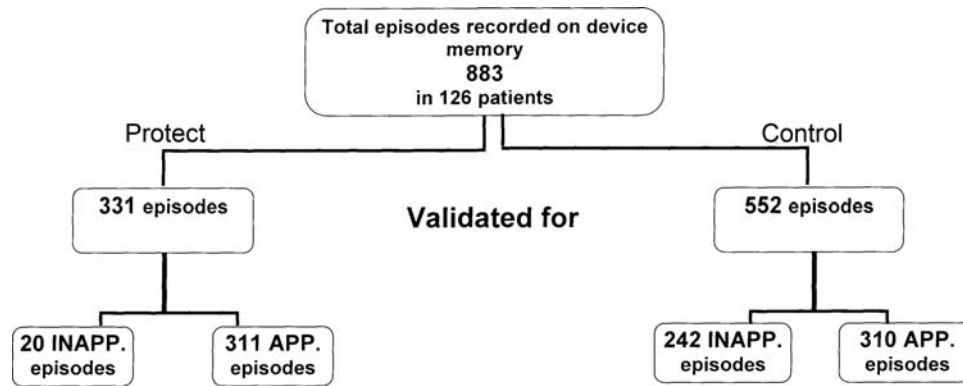 Total episodes recorded on device
memory
883
in 126 patients
Protect
Control
331 episodes
Validated for
552 episodes
20 INAPP.
episodes
311 APP.
episodes
242 INAPP.
episodes
310 APP.
episodes